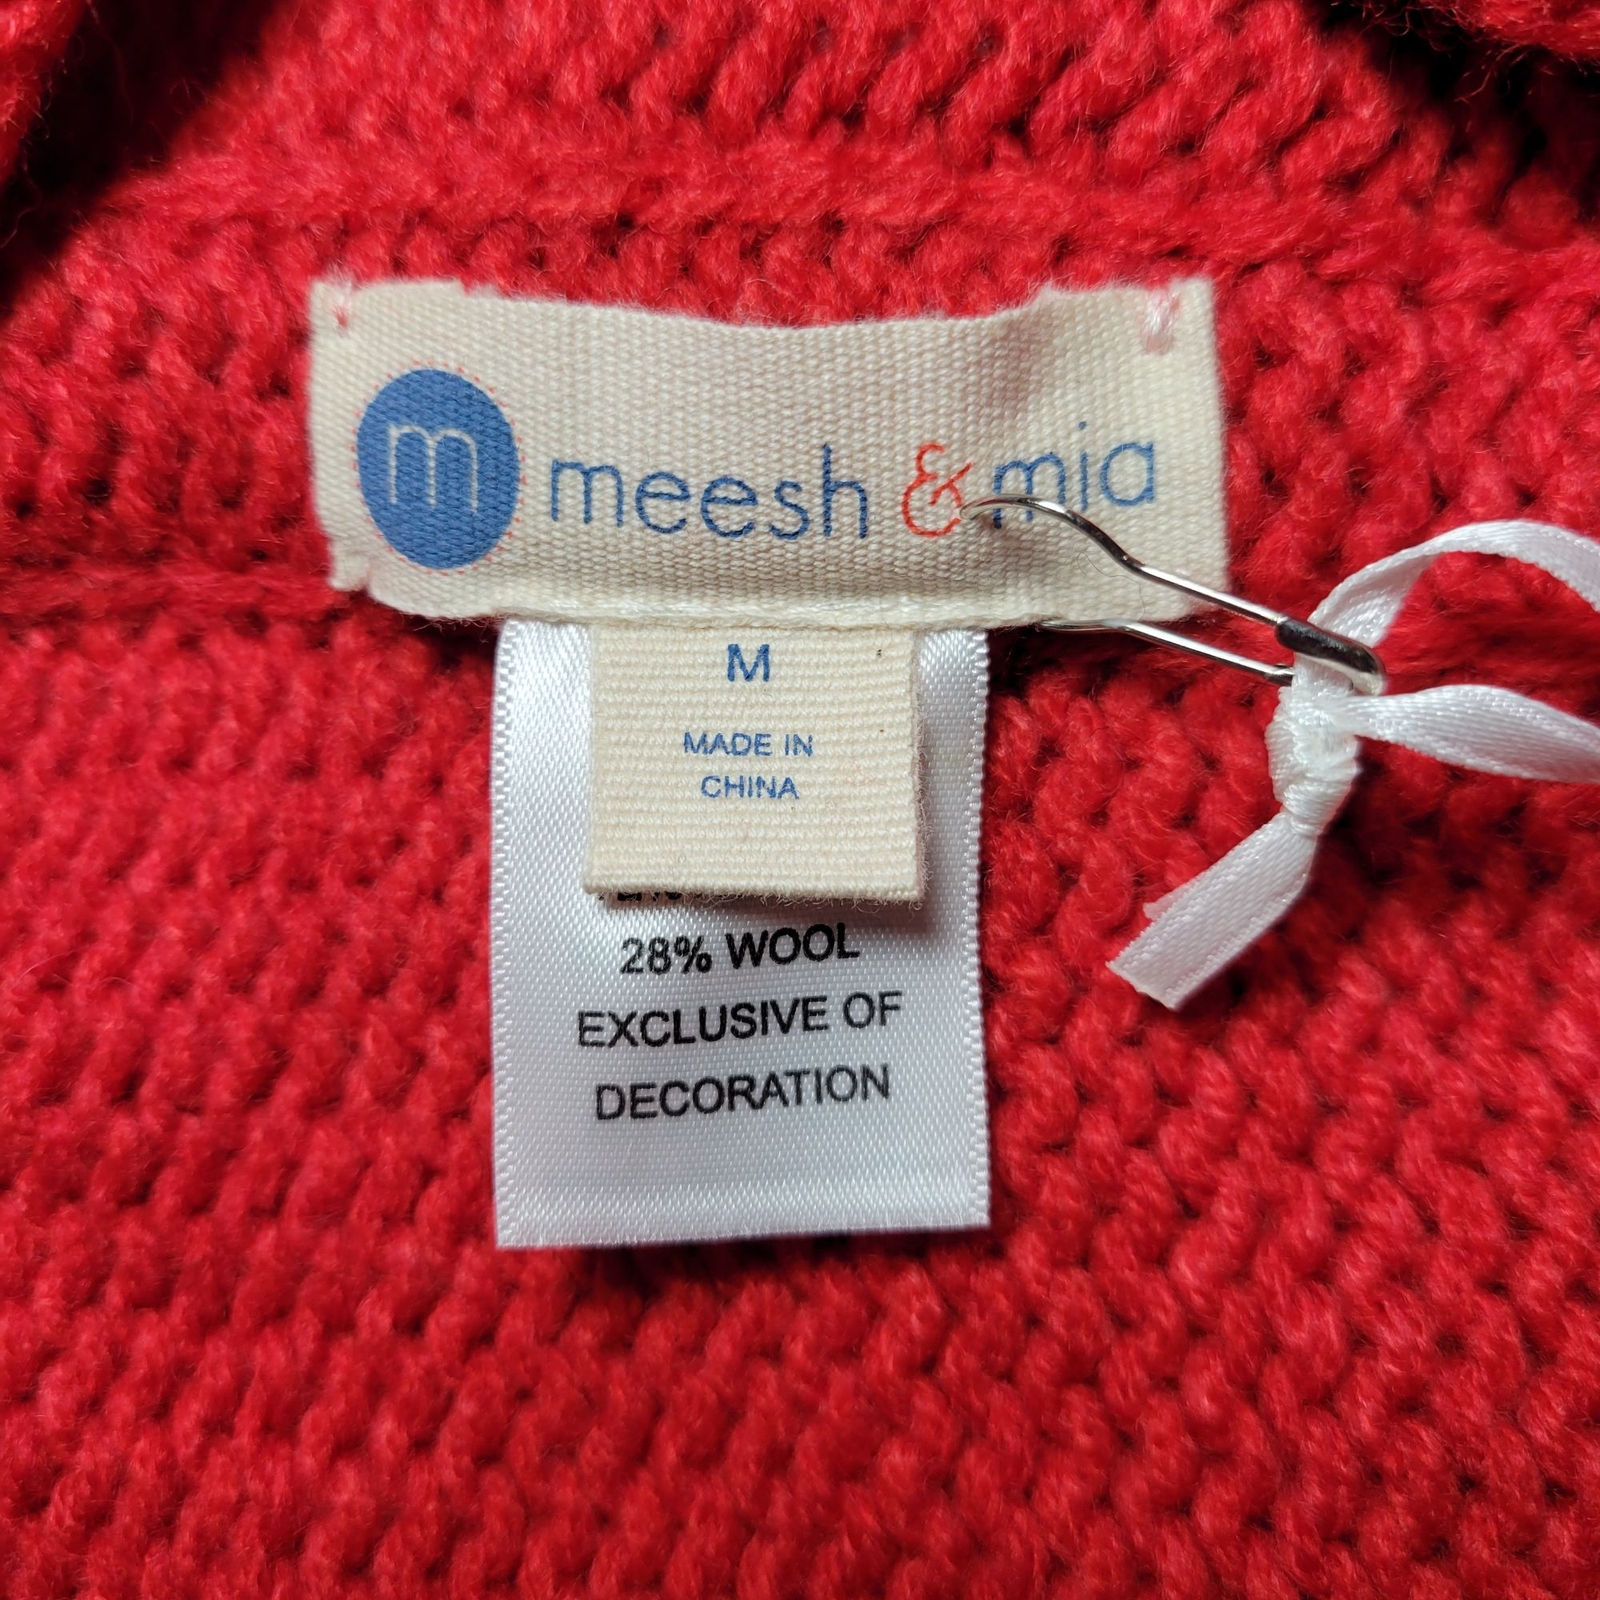 m meesh & mia
M
MADE IN
CHINA
28% WOOL
EXCLUSIVE OF
DECORATION